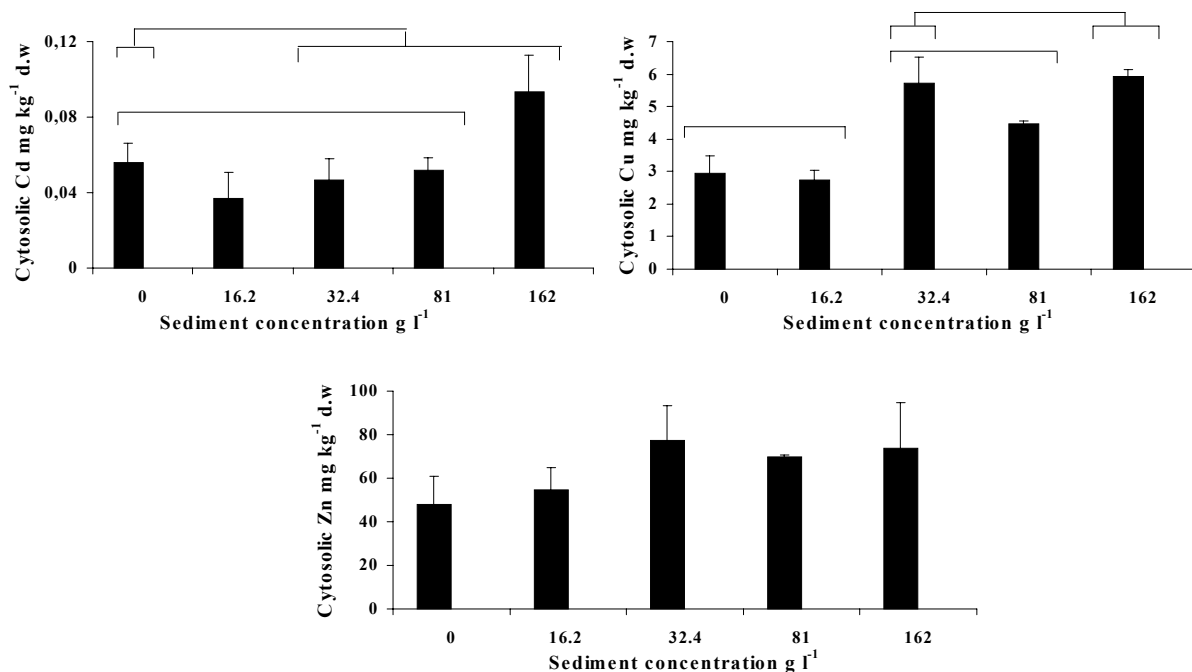 Cytosolic Cd mg kg⁻¹ d.w
0,12
0,08
0,04
0
0 16.2 32.4 81 162
Sediment concentration g l⁻¹
Cytosolic Cu mg kg⁻¹ d.w
7
6
5
4
3
2
1
0
0 16.2 32.4 81 162
Sediment concentration g l⁻¹
Cytosolic Zn mg kg⁻¹ d.w
100
80
60
40
20
0
0 16.2 32.4 81 162
Sediment concentration g l⁻¹